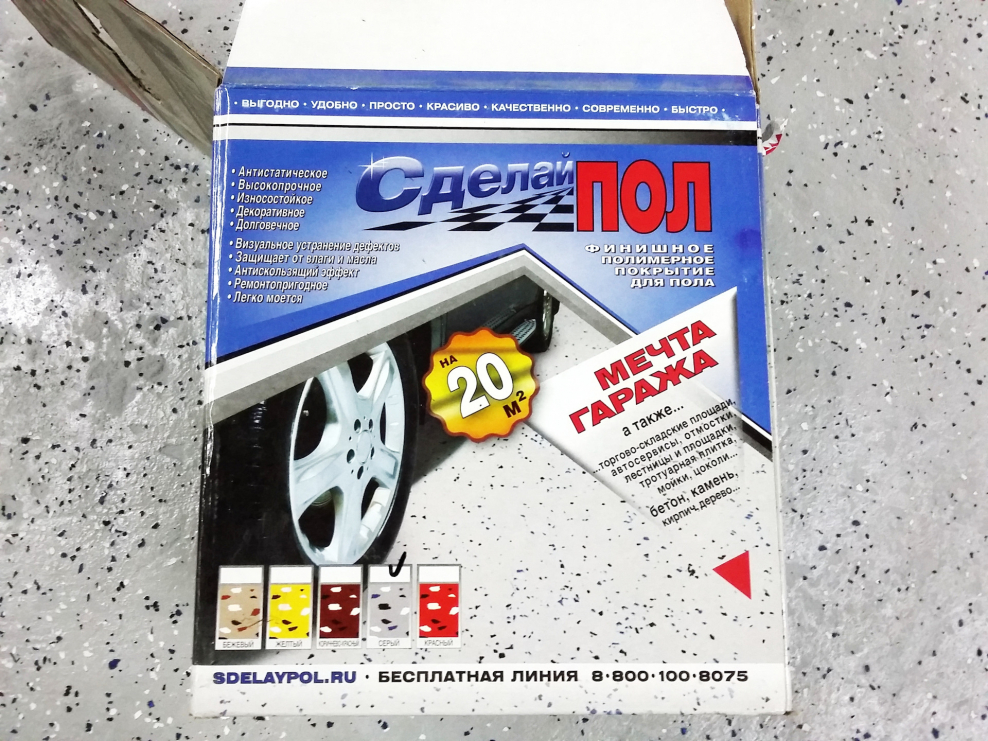 · ВЫГОДНО · УДОБНО · ПРОСТО · КРАСИВО · КАЧЕСТВЕННО · СОВРЕМЕННО · БЫСТРО ·
• Антистатическое
• Высокопрочное
• Износостойкое
• Декоративное
• Долговечное
• Визуальное устранение дефектов
• Защищает от влаги и масла
• Антискользящий эффект
• Ремонтопригодное
• Легко моется
Сделай ПОЛ
ФИНИШНОЕ
ПОЛИМЕРНОЕ
ПОКРЫТИЕ
ДЛЯ ПОЛА
НА
20
М²
МЕЧТА
ГАРАЖА
а также...
...торгово-складские площади,
автосервисы, отмостки,
лестницы и площадки,
тротуарная плитка,
мойки, цоколи...
бетон, камень,
кирпич, дерево...
БЕЖЕВЫЙ ЖЕЛТЫЙ КОРИЧНЕВО-КРАСНЫЙ СЕРЫЙ КРАСНЫЙ
SDELAYPOL.RU · БЕСПЛАТНАЯ ЛИНИЯ 8·800·100·8075